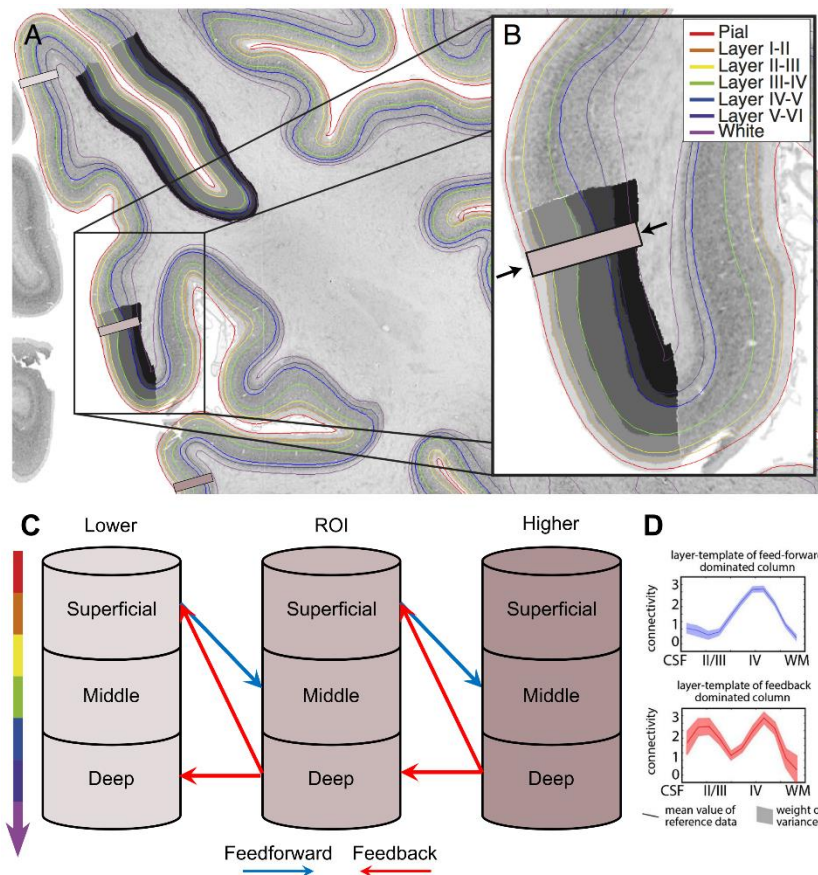 A
B
Pial
Layer I-II
Layer II-III
Layer III-IV
Layer IV-V
Layer V-VI
White
C
Lower
ROI
Higher
Superficial
Superficial
Superficial
Middle
Middle
Middle
Deep
Deep
Deep
Feedforward
Feedback
D
layer-template of feed-forwar
dominated column
connectivity
3
2
1
0
CSF
II/III
IV
WM
layer-template of feedback
dominated column
connectivity
3
2
1
0
CSF
II/III
IV
WM
mean value of
reference data
weight o
variance